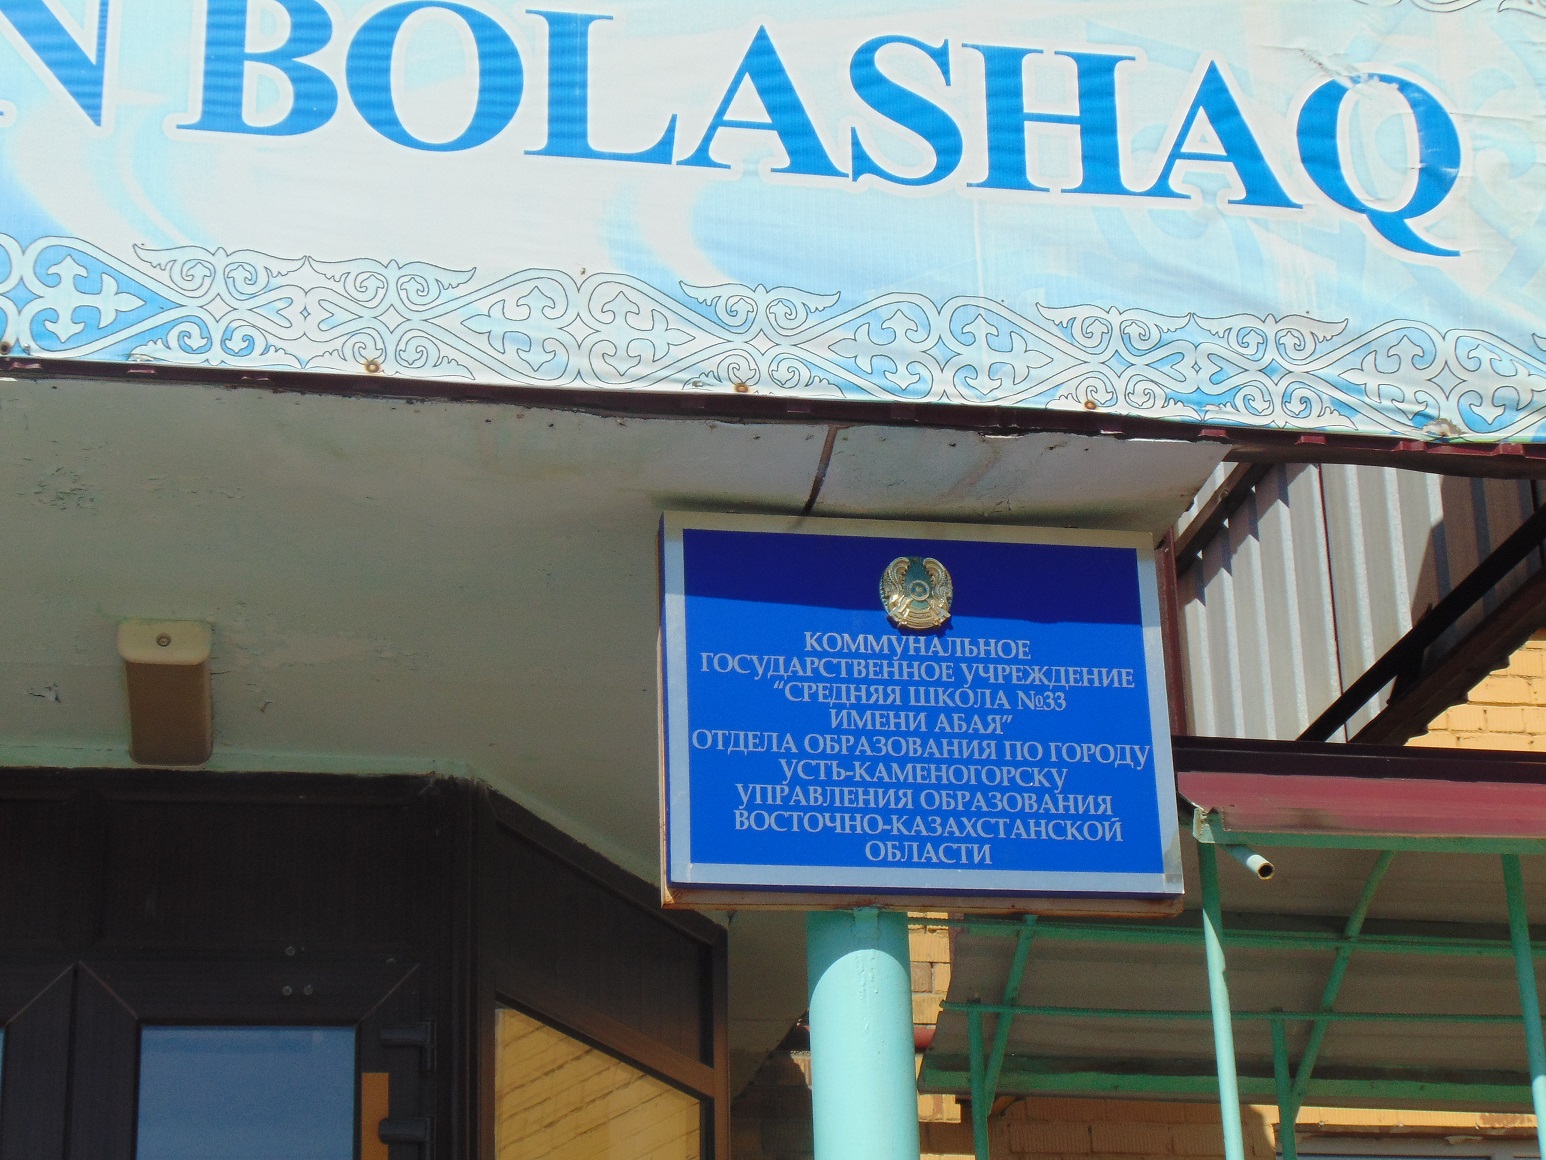 N BOLASHAQ
КОММУНАЛЬНОЕ
ГОСУДАРСТВЕННОЕ УЧРЕЖДЕНИЕ
“СРЕДНЯЯ ШКОЛА №33
ИМЕНИ АБАЯ”
ОТДЕЛА ОБРАЗОВАНИЯ ПО ГОРОДУ
УСТЬ-КАМЕНОГОРСКУ
УПРАВЛЕНИЯ ОБРАЗОВАНИЯ
ВОСТОЧНО-КАЗАХСТАНСКОЙ
ОБЛАСТИ